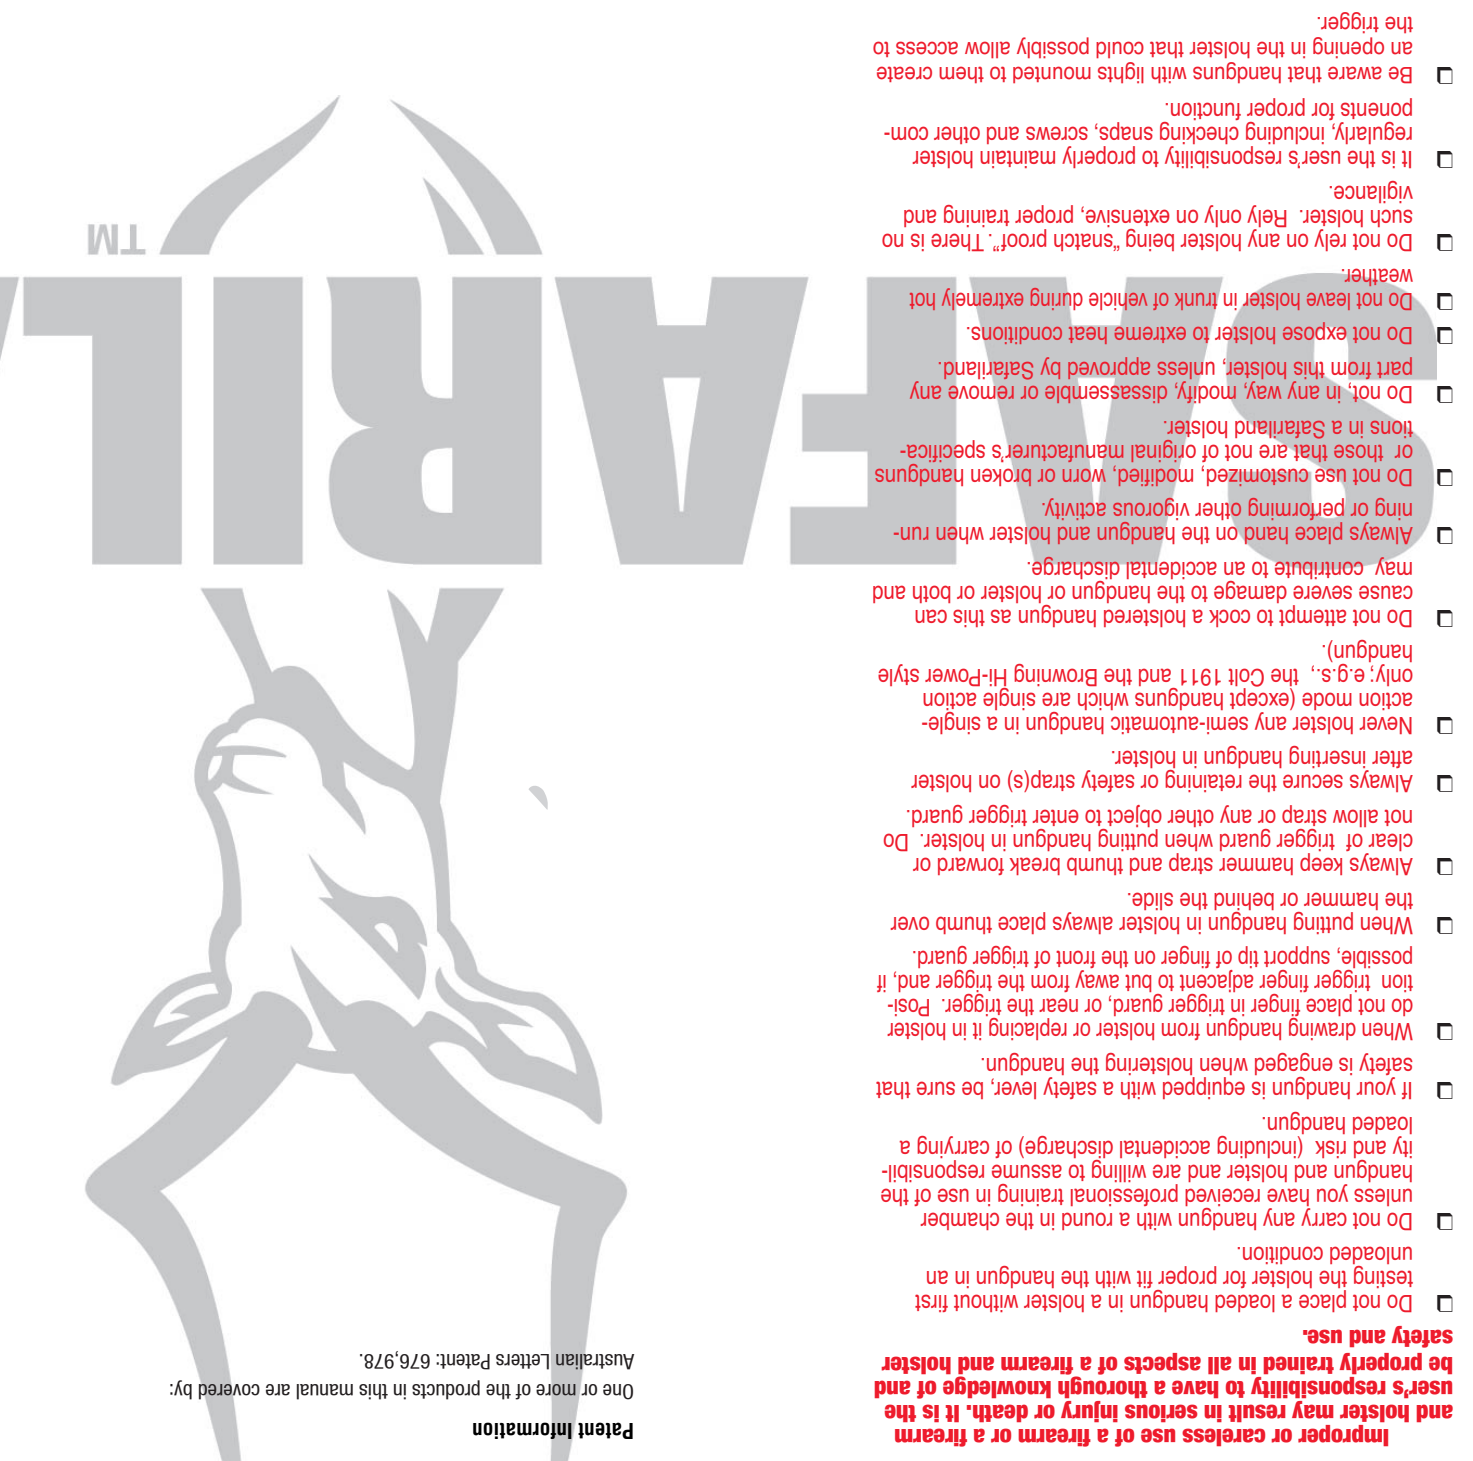 Improper or careless use of a firearm or a firearm
and holster may result in serious injury or death. It is the
user's responsibility to have a thorough knowledge of and
be properly trained in all aspects of a firearm and holster
safety and use.
Do not place a loaded handgun in a holster without first
testing the holster for proper fit with the handgun in an
unloaded condition.
Do not carry any handgun with a round in the chamber
unless you have received professional training in use of the
handgun and holster and are willing to assume responsibil-
ity and risk (including accidental discharge) of carrying a
loaded handgun.
If your handgun is equipped with a safety lever, be sure that
safety is engaged when holstering the handgun.
When drawing handgun from holster or replacing it in holster
do not place finger in trigger guard, or near the trigger. Posi-
tion trigger finger adjacent to but away from the trigger and, if
possible, support tip of finger on the front of trigger guard.
When putting handgun in holster always place thumb over
the hammer or behind the slide.
Always keep hammer strap and thumb break forward or
clear of trigger guard when putting handgun in holster. Do
not allow strap or any other object to enter trigger guard.
Always secure the retaining or safety strap(s) on holster
after inserting handgun in holster.
Never holster any semi-automatic handgun in a single-
action mode (except handguns which are single action
only; e.g.s., the Colt 1911 and the Browning Hi-Power style
handgun).
Do not attempt to cock a holstered handgun as this can
cause severe damage to the handgun or holster or both and
may contribute to an accidental discharge.
Always place hand on the handgun and holster when run-
ning or performing other vigorous activity.
Do not use customized, modified, worn or broken handguns
or those that are not of original manufacturer's specifica-
tions in a Safariland holster.
Do not, in any way, modify, dissassemble or remove any
part from this holster, unless approved by Safariland.
Do not expose holster to extreme heat conditions.
Do not leave holster in trunk of vehicle during extremely hot
weather.
Do not rely on any holster being "snatch proof". There is no
such holster. Rely only on extensive, proper training and
vigilance.
It is the user's responsibility to properly maintain holster
regularly, including checking snaps, screws and other com-
ponents for proper function.
Be aware that handguns with lights mounted to them create
an opening in the holster that could possibly allow access to
the trigger.
Patent Information
One or more of the products in this manual are covered by:
Australian Letters Patent: 676,978.
SAFARIL
TM